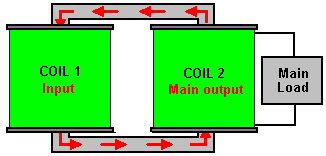 COIL 1
Input
COIL 2
Main output
Main
Load